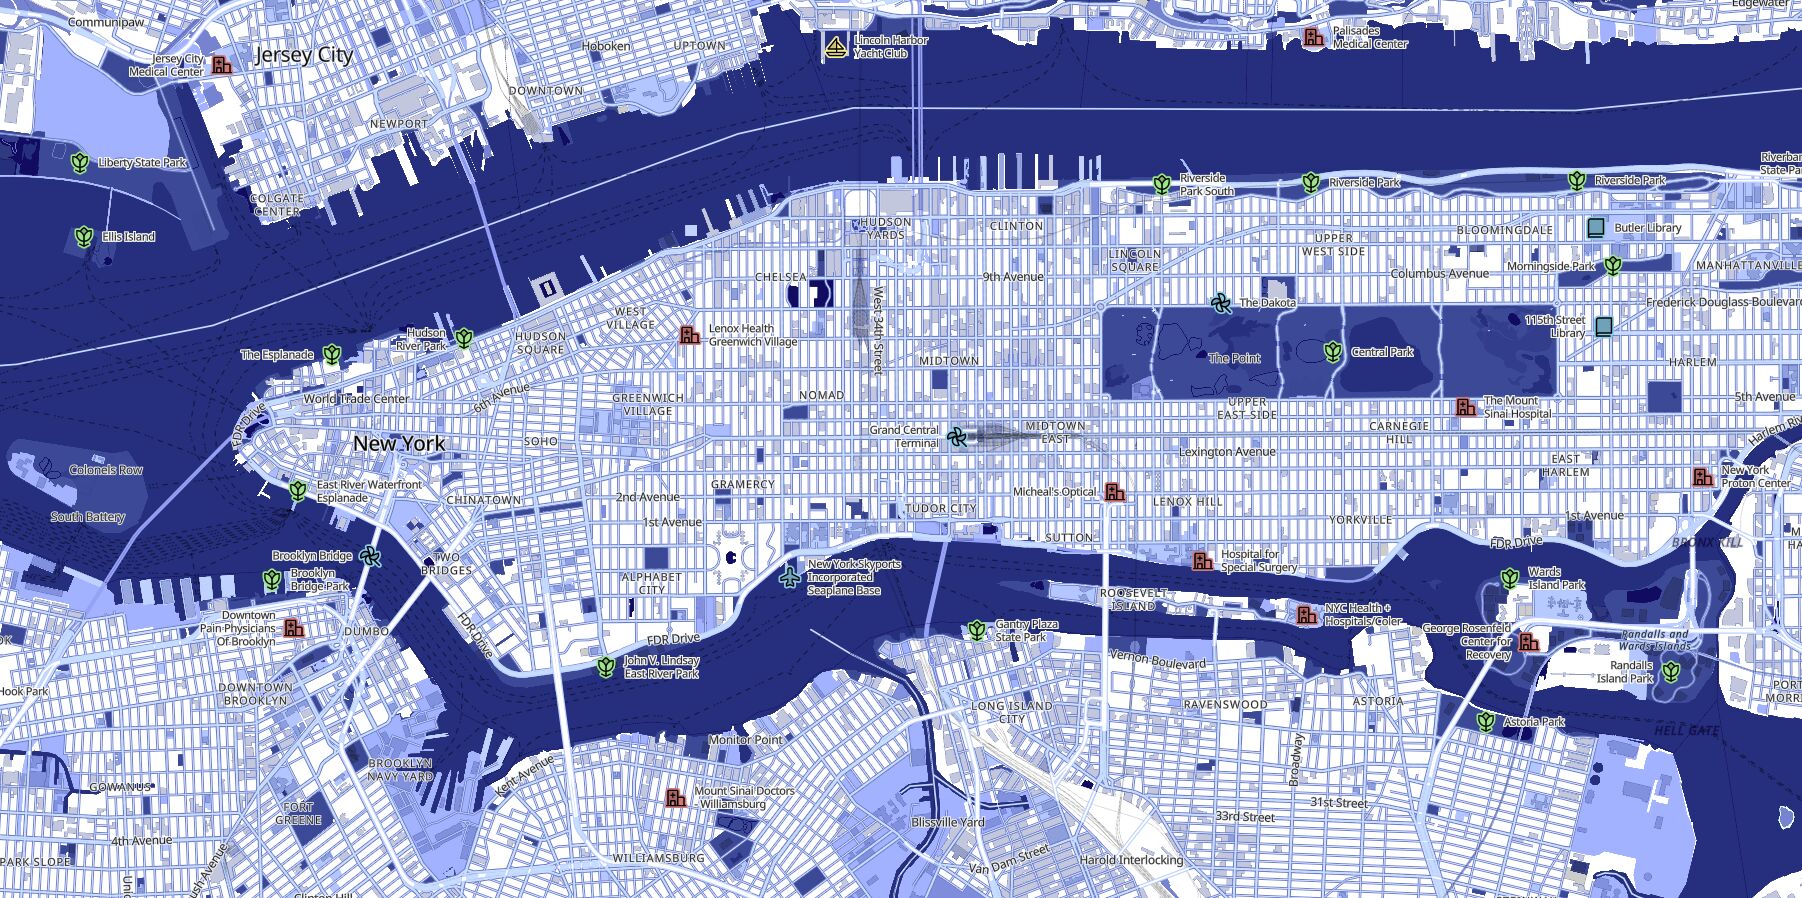 Communipaw
Jersey City
Medical Center
Jersey City
Hoboken
UPTOWN
Lincoln Harbor
Yacht Club
Palisades
Medical Center
Edgewater
DOWNTOWN
NEWPORT
Liberty State Park
COLGATE
CENTER
Ellis Island
Riverside
Park South
Riverside Park
Riverside Park
Riverbank
State Par
HUDSON
YARDS
CLINTON
LINCOLN
SQUARE
UPPER
WEST SIDE
BLOOMINGDALE
Butler Library
CHELSEA
9th Avenue
Columbus Avenue
Morningside Park
MANHATTANVILLE
West 34th Street
The Dakota
Frederick Douglass Boulevard
115th Street
Library
WEST
VILLAGE
Lenox Health
Greenwich Village
Hudson
River Park
HUDSON
SQUARE
The Esplanade
MIDTOWN
The Point
Central Park
HARLEM
World Trade Center
6th Avenue
GREENWICH
VILLAGE
NOMAD
UPPER
EAST SIDE
The Mount
Sinai Hospital
5th Avenue
FDR Drive
New York
SOHO
Grand Central
Terminal
MIDTOWN
EAST
CARNEGIE
HILL
Harlem Riv
Lexington Avenue
EAST
HARLEM
Colonels Row
East River Waterfront
Esplanade
CHINATOWN
2nd Avenue
GRAMERCY
Micheal's Optical
LENOX HILL
New York
Proton Center
South Battery
1st Avenue
TUDOR CITY
YORKVILLE
1st Avenue
SUTTON
FDR Drive
BRONX KILL
Brooklyn Bridge
TWO
BRIDGES
Brooklyn
Bridge Park
ALPHABET
CITY
New York Skyports
Incorporated
Seaplane Base
Hospital for
Special Surgery
Wards
Island Park
ROOSEVELT
ISLAND
NYC Health +
Hospitals/Coler
Downtown
Pain Physicians
Of Brooklyn
DUMBO
FDR Drive
FDR Drive
Gantry Plaza
State Park
George Rosenfeld
Center for
Recovery
Randalls and
Wards Islands
Randalls
Island Park
John V. Lindsay
East River Park
Vernon Boulevard
Hook Park
DOWNTOWN
BROOKLYN
LONG ISLAND
CITY
RAVENSWOOD
ASTORIA
PORT
MORRI
Astoria Park
HELL GATE
Monitor Point
Broadway
BROOKLYN
NAVY YARD
Kent Avenue
GOWANUS
Mount Sinai Doctors
- Williamsburg
FORT
GREENE
31st Street
33rd Street
Blissville Yard
4th Avenue
PARK SLOPE
WILLIAMSBURG
Van Dam Street
Harold Interlocking
Clinton Hill